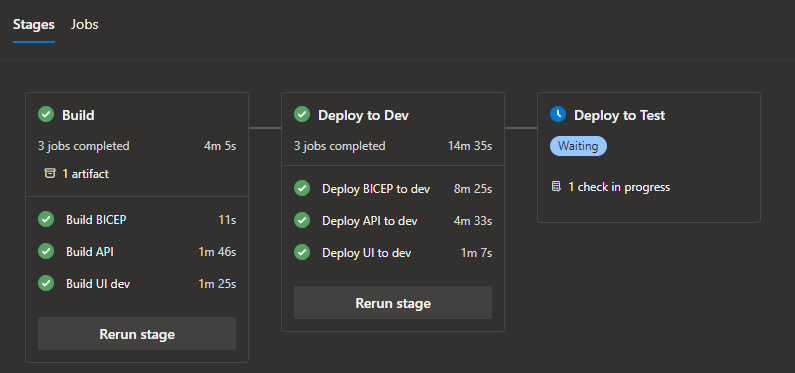 Stages Jobs
Build
3 jobs completed 4m 5s
1 artifact
Build BICEP 11s
Build API 1m 46s
Build UI dev 1m 25s
Rerun stage
Deploy to Dev
3 jobs completed 14m 35s
Deploy BICEP to dev 8m 25s
Deploy API to dev 4m 33s
Deploy UI to dev 1m 7s
Rerun stage
Deploy to Test
Waiting
1 check in progress